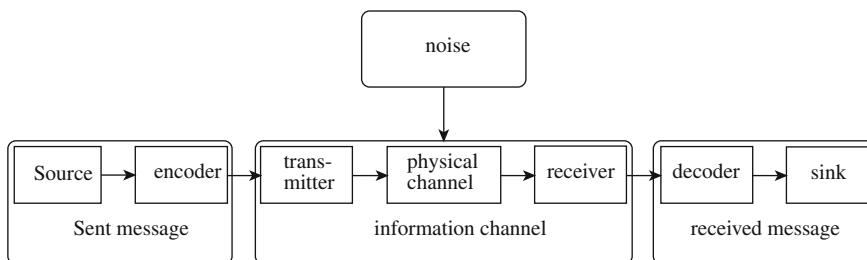 noise
Source
encoder
trans-
mitter
physical
channel
receiver
decoder
sink
Sent message
information channel
received message